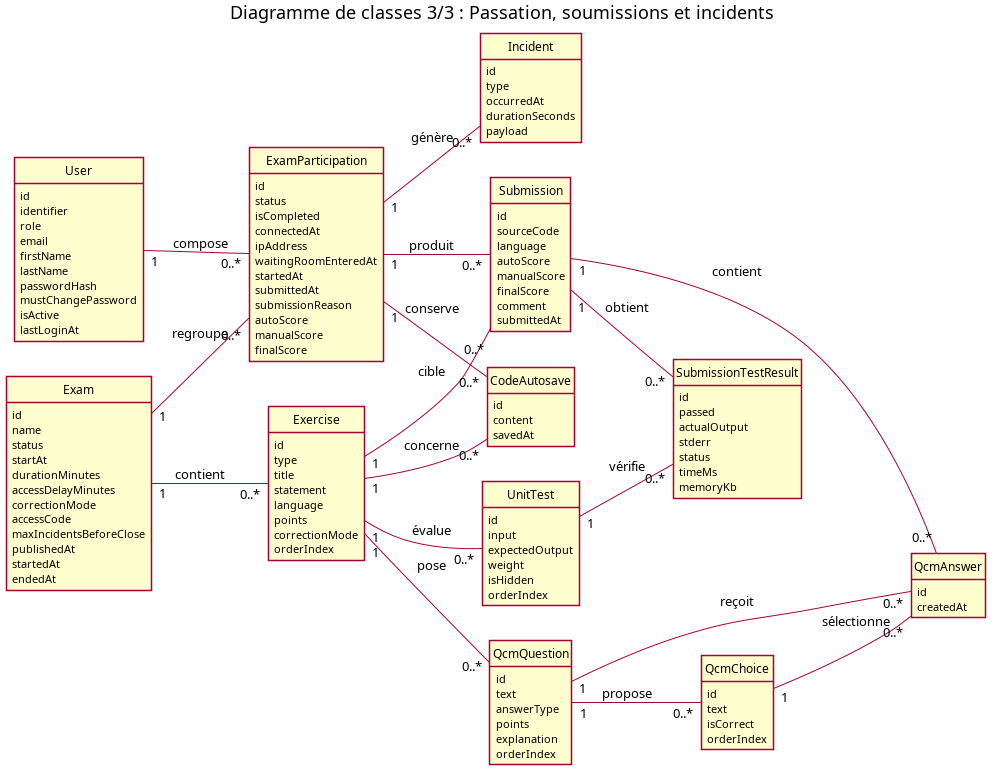 Diagramme de classes 3/3 : Passation, soumissions et incidents
Incident
id
type
occurredAt
durationSeconds
payload
User
id
identifier
role
email
firstName
lastName
passwordHash
mustChangePassword
isActive
lastLoginAt
ExamParticipation
id
status
isCompleted
connectedAt
ipAddress
waitingRoomEnteredAt
startedAt
submittedAt
submissionReason
autoScore
manualScore
finalScore
Submission
id
sourceCode
language
autoScore
manualScore
finalScore
comment
submittedAt
génère
1
0..*
compose
1
0..*
produit
1
0..*
conserve
1
0..*
regroupe
1
0..*
contient
1
0..*
obtient
1
0..*
cible
1
0..*
CodeAutosave
id
content
savedAt
SubmissionTestResult
id
passed
actualOutput
stderr
status
timeMs
memoryKb
Exam
id
name
status
startAt
durationMinutes
accessDelayMinutes
correctionMode
accessCode
maxIncidentsBeforeClose
publishedAt
startedAt
endedAt
contient
1
0..*
Exercise
id
type
title
statement
language
points
correctionMode
orderIndex
concerne
1
0..*
évalue
1
0..*
pose
1
0..*
UnitTest
id
input
expectedOutput
weight
isHidden
orderIndex
vérifie
1
0..*
QcmAnswer
id
createdAt
reçoit
1
0..*
sélectionne
1
0..*
QcmQuestion
id
text
answerType
points
explanation
orderIndex
propose
1
0..*
QcmChoice
id
text
isCorrect
orderIndex